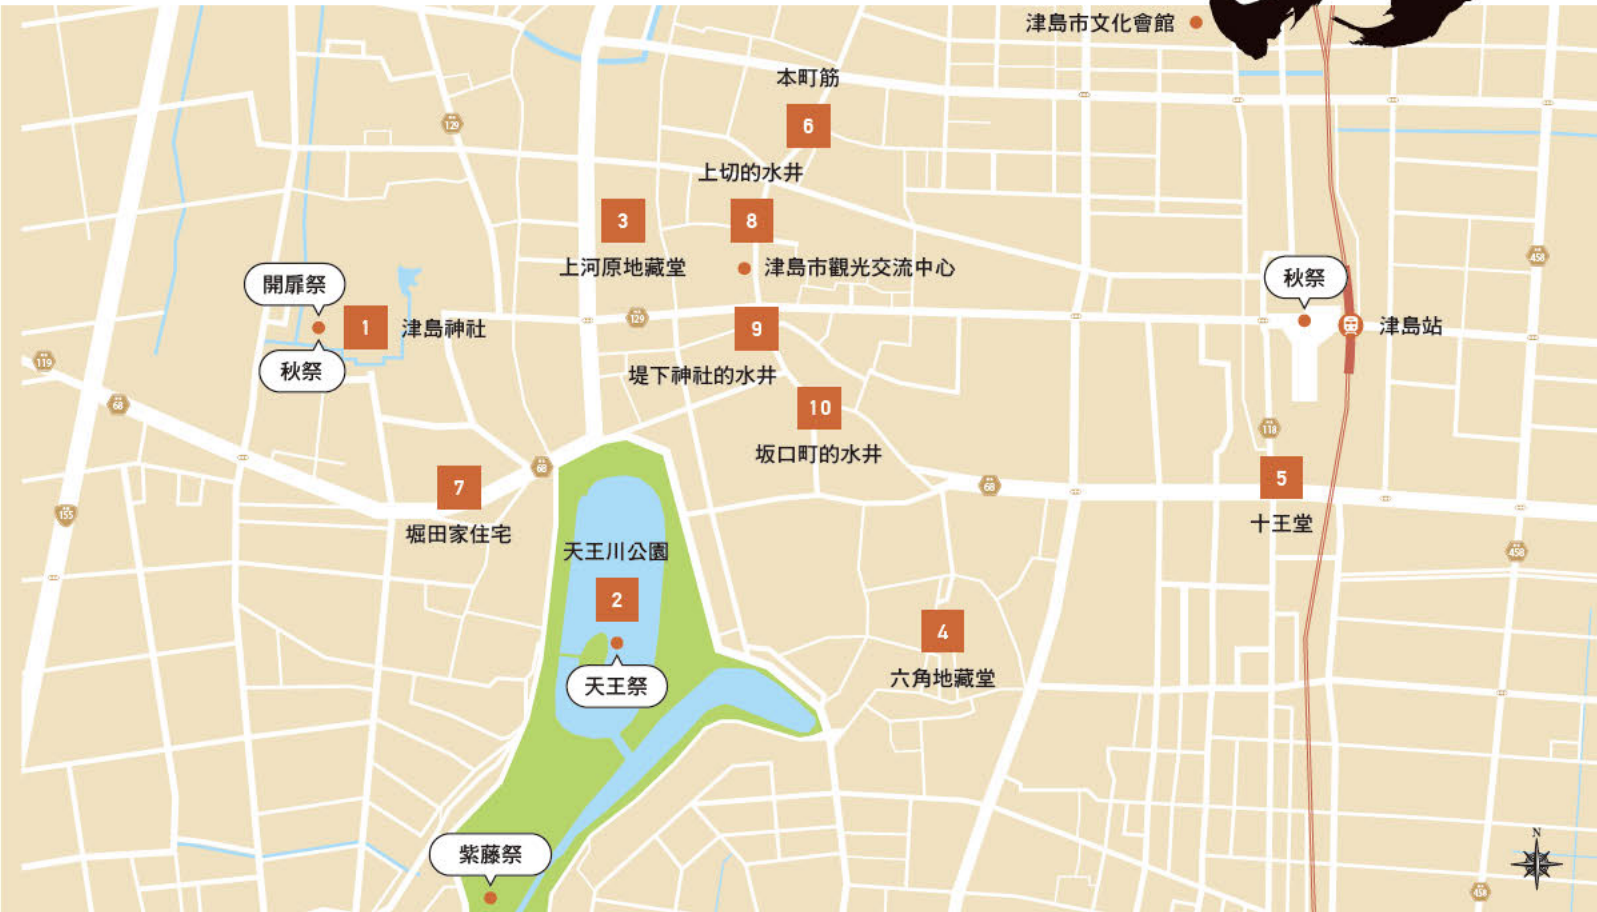 津島市文化會館
本町筋
6
129
上切的水井
3
8
上河原地藏堂
津島市觀光交流中心
458
開扉祭
秋祭
1
津島神社
129
9
津島站
秋祭
119
堤下神社的水井
68
10
118
坂口町的水井
68
7
68
5
155
堀田家住宅
十王堂
天王川公園
458
2
4
天王祭
六角地藏堂
紫藤祭
N
458